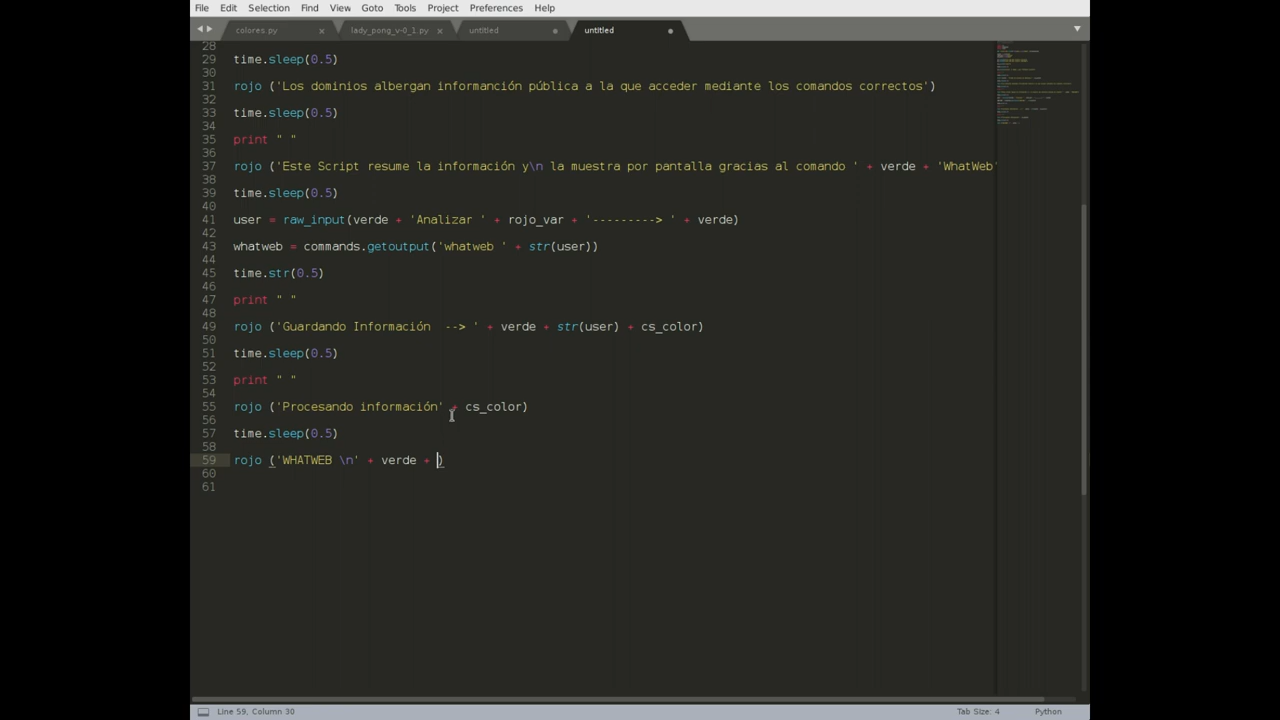 File Edit Selection Find View Goto Tools Project Preferences Help
colores.py × lady_pong_v-0_1.py × untitled untitled
28
29 time.sleep(0.5)
30
31 rojo ('Los dominios albergan información pública a la que acceder mediante los comandos correctos')
32
33 time.sleep(0.5)
34
35 print " "
36
37 rojo ('Este Script resume la información y\n la muestra por pantalla gracias al comando ' + verde + 'WhatWeb'
38
39 time.sleep(0.5)
40
41 user = raw_input(verde + 'Analizar ' + rojo_var + '---------> ' + verde)
42
43 whatweb = commands.getoutput('whatweb ' + str(user))
44
45 time.str(0.5)
46
47 print " "
48
49 rojo ('Guardando Información  --> ' + verde + str(user) + cs_color)
50
51 time.sleep(0.5)
52
53 print " "
54
55 rojo ('Procesando información' + cs_color)
56
57 time.sleep(0.5)
58
59 rojo ('WHATWEB \n' + verde + )
60
61
Line 59, Column 30 Tab Size: 4 Python